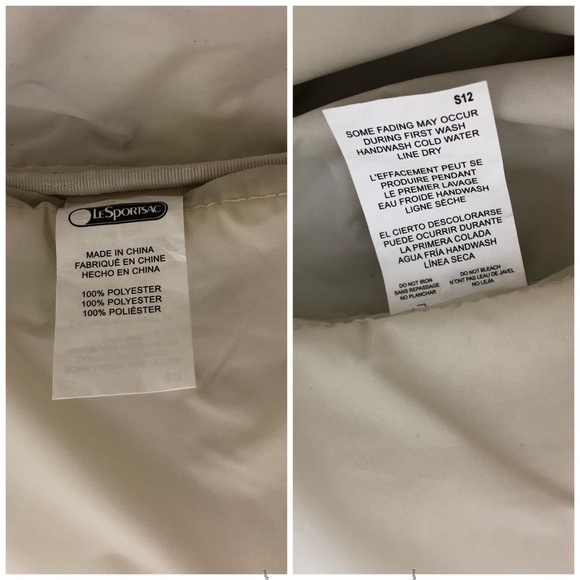 LeSportsac
MADE IN CHINA
FABRIQUÉ EN CHINE
HECHO EN CHINA
100% POLYESTER
100% POLYESTER
100% POLIÉSTER
S12
SOME FADING MAY OCCUR
DURING FIRST WASH
HANDWASH COLD WATER
LINE DRY
L'EFFACEMENT PEUT SE
PRODUIRE PENDANT
LE PREMIER LAVAGE
EAU FROIDE HANDWASH
LIGNE SÈCHE
EL CIERTO DESCOLORARSE
PUEDE OCURRIR DURANTE
LA PRIMERA COLADA
AGUA FRÍA HANDWASH
LÍNEA SECA
DO NOT IRON
SANS REPASSAGE
NO PLANCHAR
DO NOT BLEACH
N'ONT PAS LEAU DE JAVEL
NO LEJIA